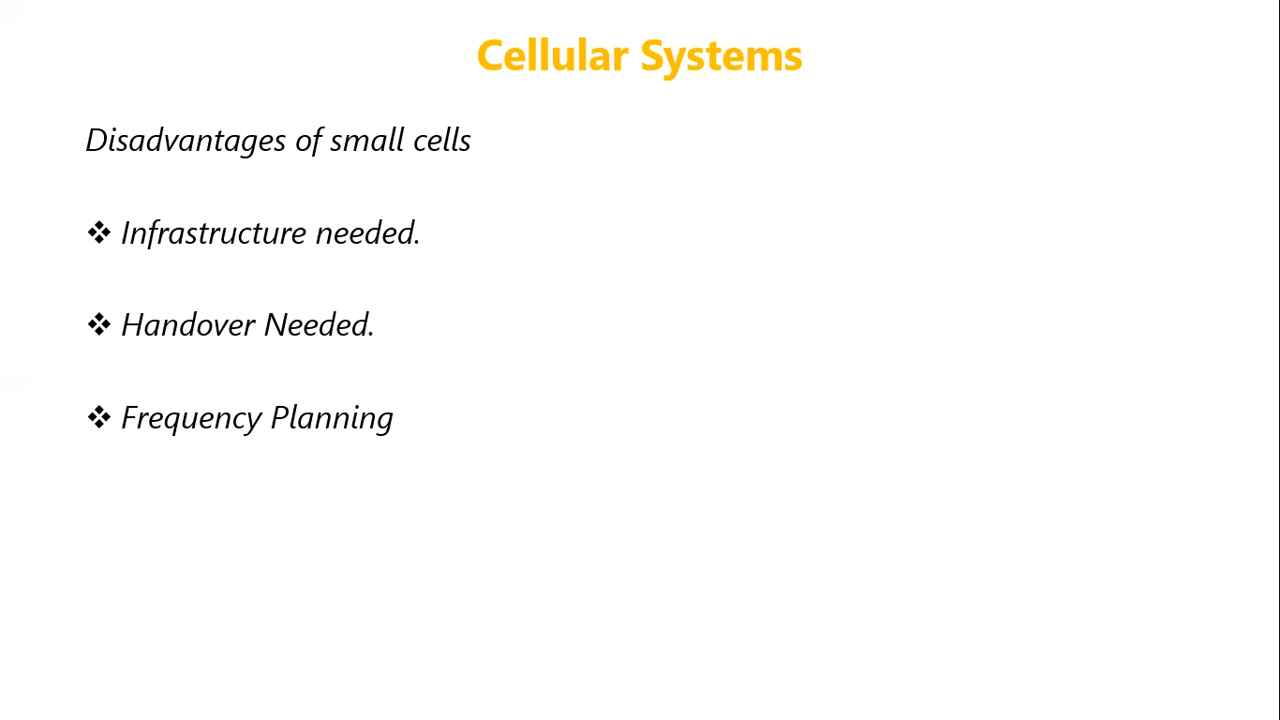 Cellular Systems
Disadvantages of small cells
❖ Infrastructure needed.
❖ Handover Needed.
❖ Frequency Planning